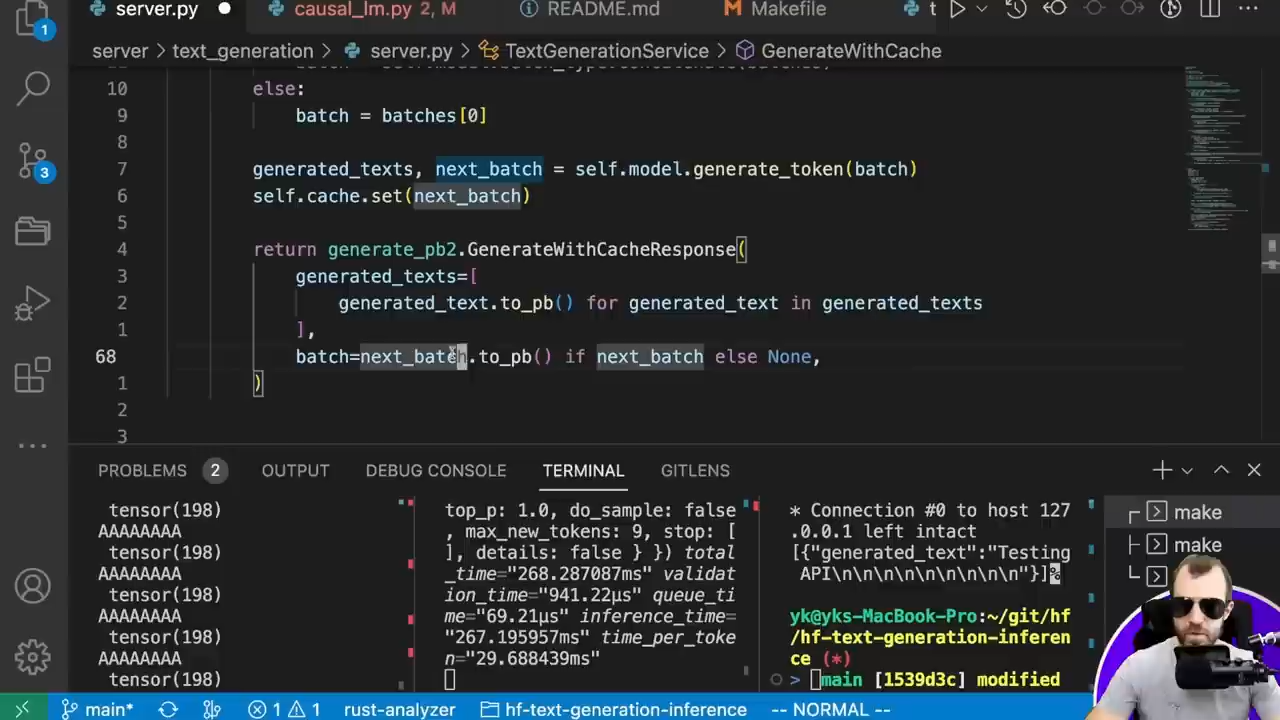 server.py causal_lm.py 2, M README.md Makefile t
server > text_generation > server.py > TextGenerationService > GenerateWithCache
10 else:
9 batch = batches[0]
8
7 generated_texts, next_batch = self.model.generate_token(batch)
6 self.cache.set(next_batch)
5
4 return generate_pb2.GenerateWithCacheResponse(
3 generated_texts=[
2 generated_text.to_pb() for generated_text in generated_texts
1 ],
68 batch=next_batch.to_pb() if next_batch else None,
1 )
2
3
1
3
PROBLEMS 2 OUTPUT DEBUG CONSOLE TERMINAL GITLENS
tensor(198)
AAAAAAAA
tensor(198)
AAAAAAAA
tensor(198)
AAAAAAAA
tensor(198)
AAAAAAAA
tensor(198)
top_p: 1.0, do_sample: false
, max_new_tokens: 9, stop: [
], details: false } }) total
_time="268.287087ms" validat
ion_time="941.22µs" queue_ti
me="69.21µs" inference_time=
"267.195957ms" time_per_toke
n="29.688439ms"
* Connection #0 to host 127
.0.0.1 left intact
[{"generated_text":"Testing
API\n\n\n\n\n\n\n\n\n"}]%
yk@yks-MacBook-Pro:~/git/hf
/hf-text-generation-inferen
ce (*)
> main [1539d3c] modified
make
make
main* 1 1 rust-analyzer hf-text-generation-inference -- NORMAL --